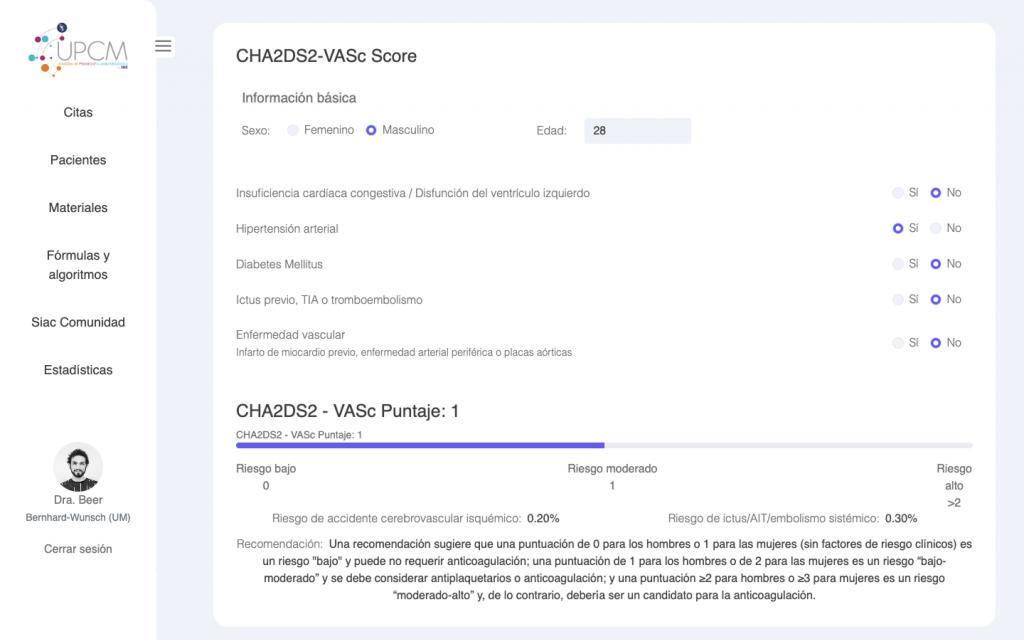 UPCM
Citas
Pacientes
Materiales
Fórmulas y
algoritmos
Siac Comunidad
Estadísticas
Dra. Beer
Bernhard-Wunsch (UM)
Cerrar sesión
CHA2DS2-VASc Score
Información básica
Sexo: Femenino Masculino Edad: 28
Insuficiencia cardíaca congestiva / Disfunción del ventrículo izquierdo Sí No
Hipertensión arterial Sí No
Diabetes Mellitus Sí No
Ictus previo, TIA o tromboembolismo Sí No
Enfermedad vascular
Infarto de miocardio previo, enfermedad arterial periférica o placas aórticas Sí No
CHA2DS2 - VASc Puntaje: 1
CHA2DS2 - VASc Puntaje: 1
Riesgo bajo Riesgo moderado Riesgo
0 1 alto
>2
Riesgo de accidente cerebrovascular isquémico: 0.20% Riesgo de ictus/AIT/embolismo sistémico: 0.30%
Recomendación: Una recomendación sugiere que una puntuación de 0 para los hombres o 1 para las mujeres (sin factores de riesgo clínicos) es
un riesgo "bajo" y puede no requerir anticoagulación; una puntuación de 1 para los hombres o de 2 para las mujeres es un riesgo “bajo-
moderado” y se debe considerar antiplaquetarios o anticoagulación; y una puntuación ≥2 para hombres o ≥3 para mujeres es un riesgo
“moderado-alto” y, de lo contrario, debería ser un candidato para la anticoagulación.